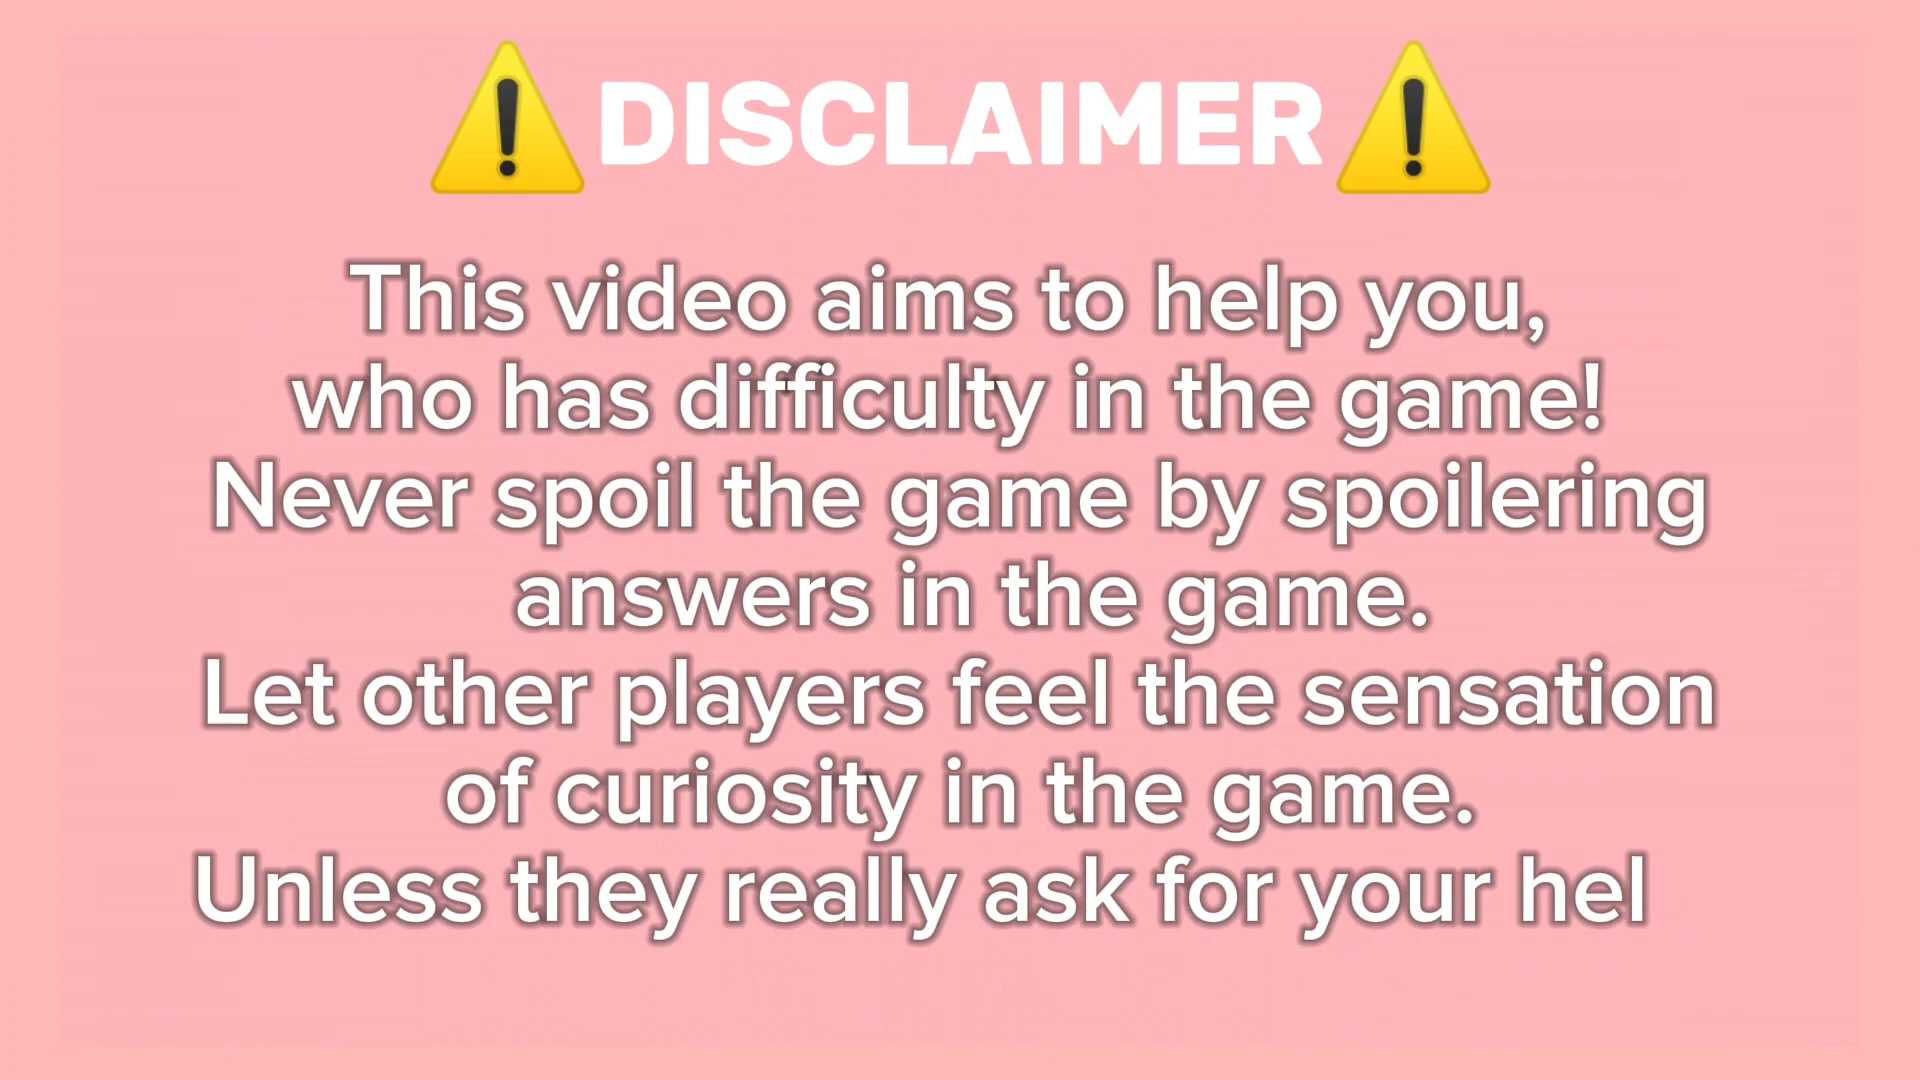 ⚠️DISCLAIMER⚠️
This video aims to help you,
who has difficulty in the game!
Never spoil the game by spoilering
answers in the game.
Let other players feel the sensation
of curiosity in the game.
Unless they really ask for your hel